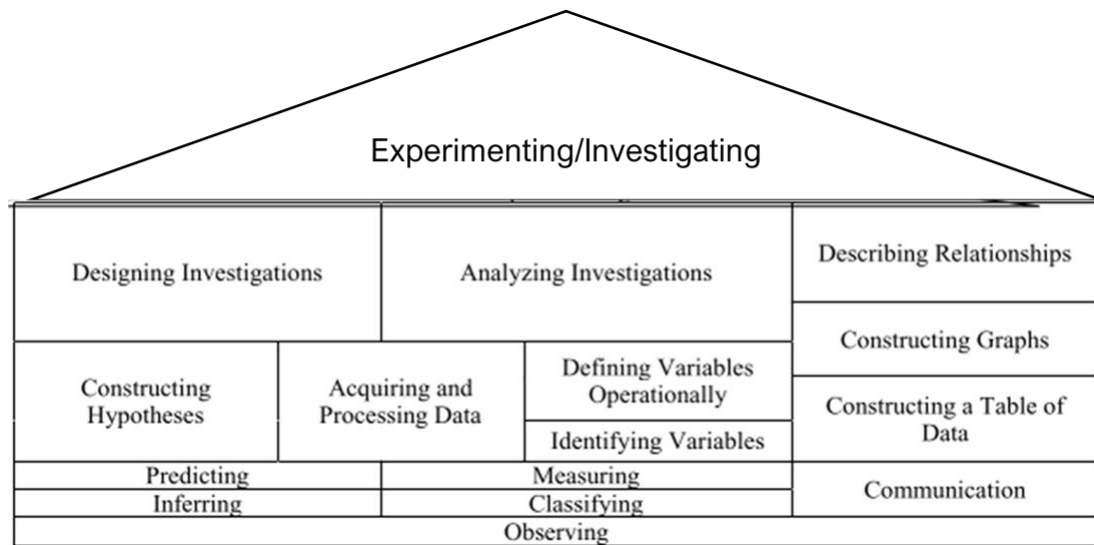 Experimenting/Investigating
Designing Investigations
Analyzing Investigations
Describing Relationships
Constructing Graphs
Constructing
Hypotheses
Acquiring and
Processing Data
Defining Variables
Operationally
Identifying Variables
Constructing a Table of
Data
Predicting
Measuring
Communication
Inferring
Classifying
Observing